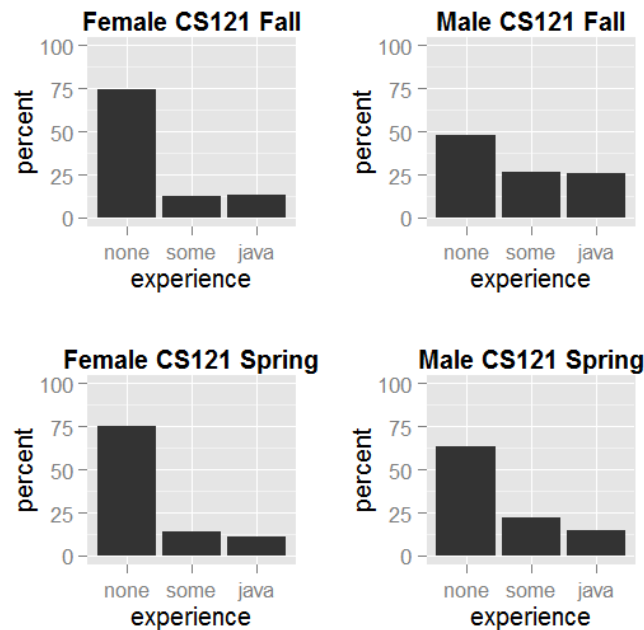 Female CS121 Fall
100
75
50
25
0
percent
none some java
experience
Male CS121 Fall
100
75
50
25
0
percent
none some java
experience
Female CS121 Spring
100
75
50
25
0
percent
none some java
experience
Male CS121 Spring
100
75
50
25
0
percent
none some java
experience